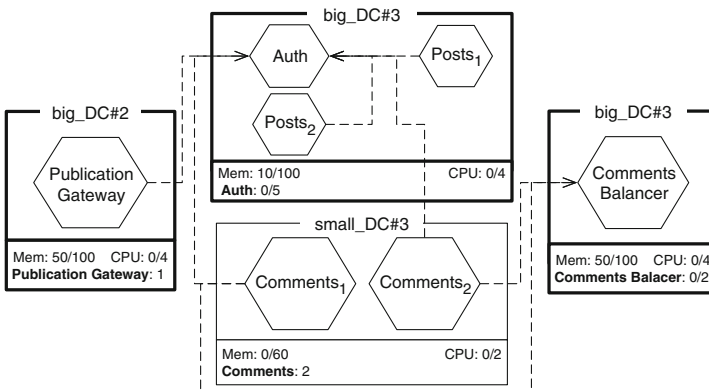 big_DC#3
Auth
Posts1
Posts2
Mem: 10/100 CPU: 0/4
Auth: 0/5
big_DC#2
Publication
Gateway
Mem: 50/100 CPU: 0/4
Publication Gateway: 1
big_DC#3
Comments
Balancer
Mem: 50/100 CPU: 0/4
Comments Balacer: 0/2
small_DC#3
Comments1
Comments2
Mem: 0/60 CPU: 0/2
Comments: 2